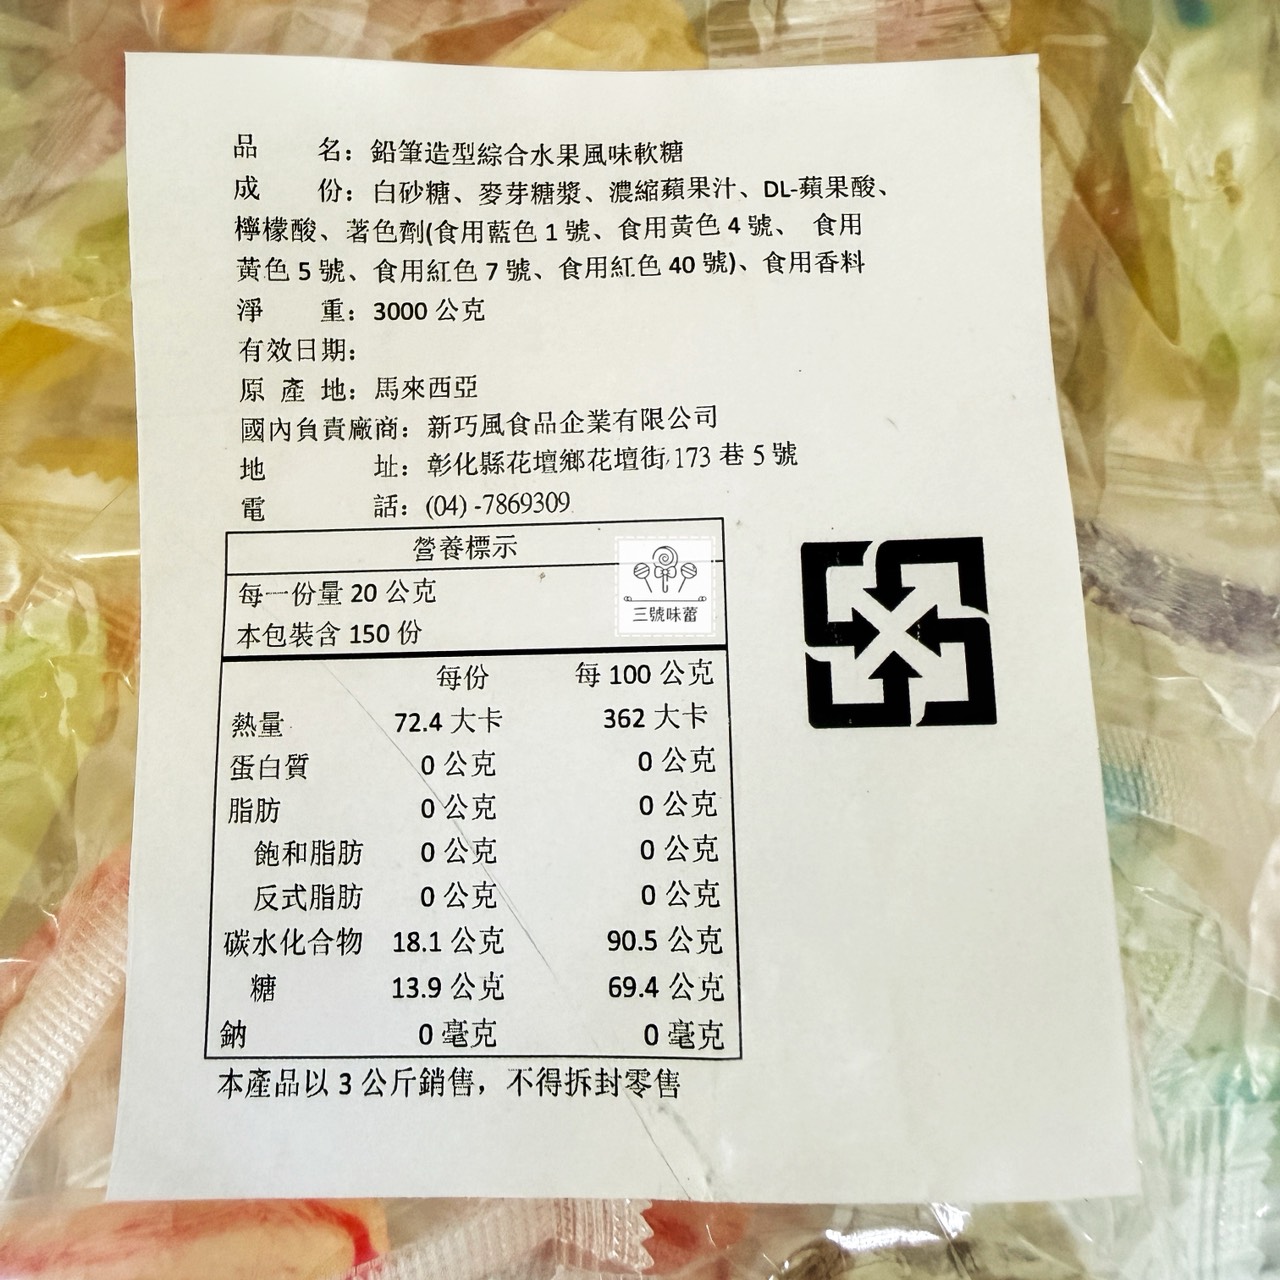 品 名：鉛筆造型綜合水果風味軟糖
成 份：白砂糖、麥芽糖漿、濃縮蘋果汁、DL-蘋果酸、
檸檬酸、著色劑(食用藍色 1 號、食用黃色 4 號、 食用
黃色 5 號、食用紅色 7 號、食用紅色 40 號)、食用香料
淨 重：3000 公克
有效日期：
原 產 地：馬來西亞
國內負責廠商：新巧風食品企業有限公司
地 址：彰化縣花壇鄉花壇街 173 巷 5 號
電 話：(04) -7869309
營養標示
每一份量 20 公克
本包裝含 150 份
三號味蕾
每份 每 100 公克
熱量 72.4 大卡 362 大卡
蛋白質 0 公克 0 公克
脂肪 0 公克 0 公克
飽和脂肪 0 公克 0 公克
反式脂肪 0 公克 0 公克
碳水化合物 18.1 公克 90.5 公克
糖 13.9 公克 69.4 公克
鈉 0 毫克 0 毫克
本產品以 3 公斤銷售，不得拆封零售